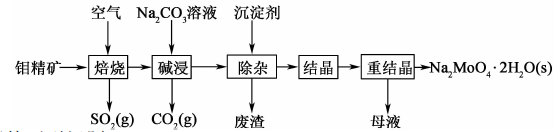 空气 Na₂CO₃溶液 沉淀剂
钼精矿 焙烧 碱浸 除杂 结晶 重结晶 Na₂MoO₄·2H₂O(s)
SO₂(g) CO₂(g) 废渣 母液